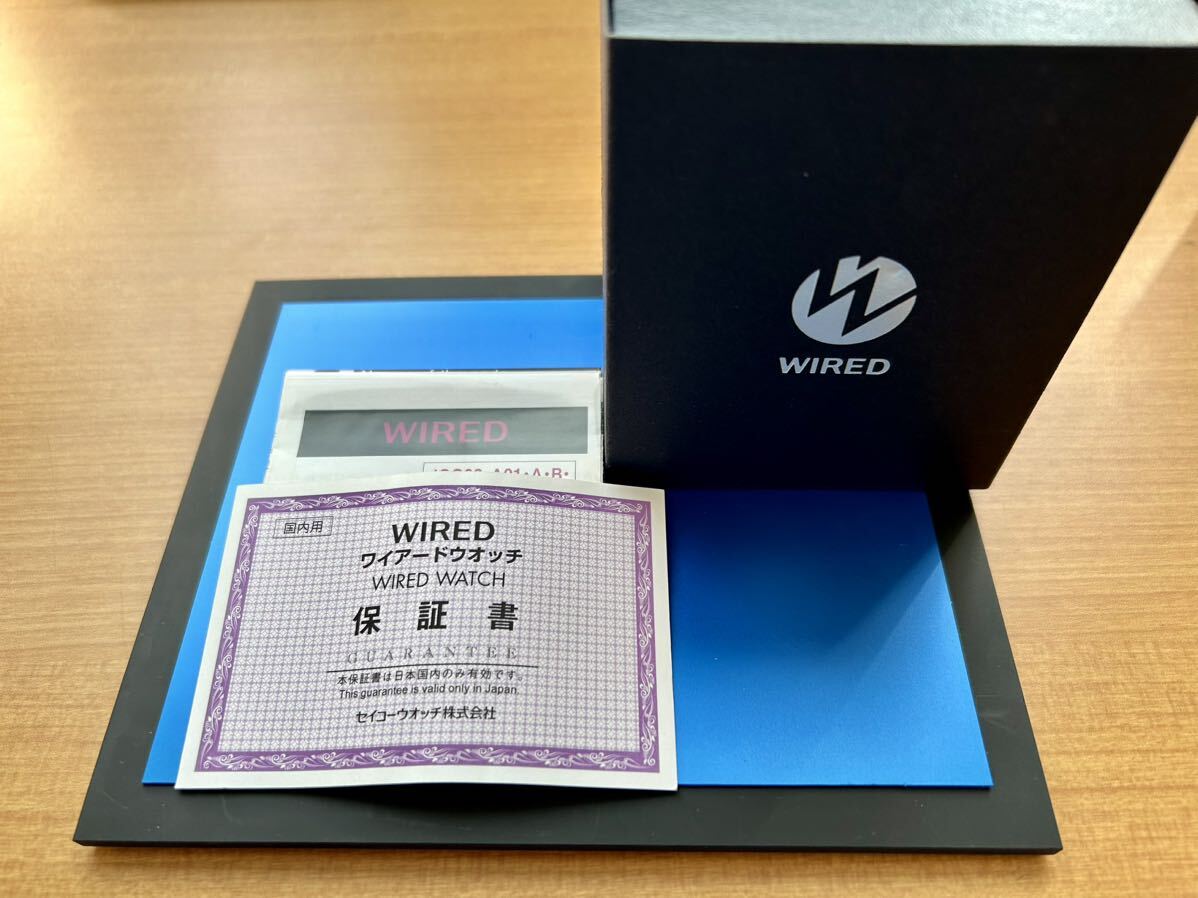 WIRED
WIRED
国内用
WIRED
ワイアードウオッチ
WIRED WATCH
保証書
GUARANTEE
本保証書は日本国内のみ有効です。
This guarantee is valid only in Japan.
セイコーウオッチ株式会社